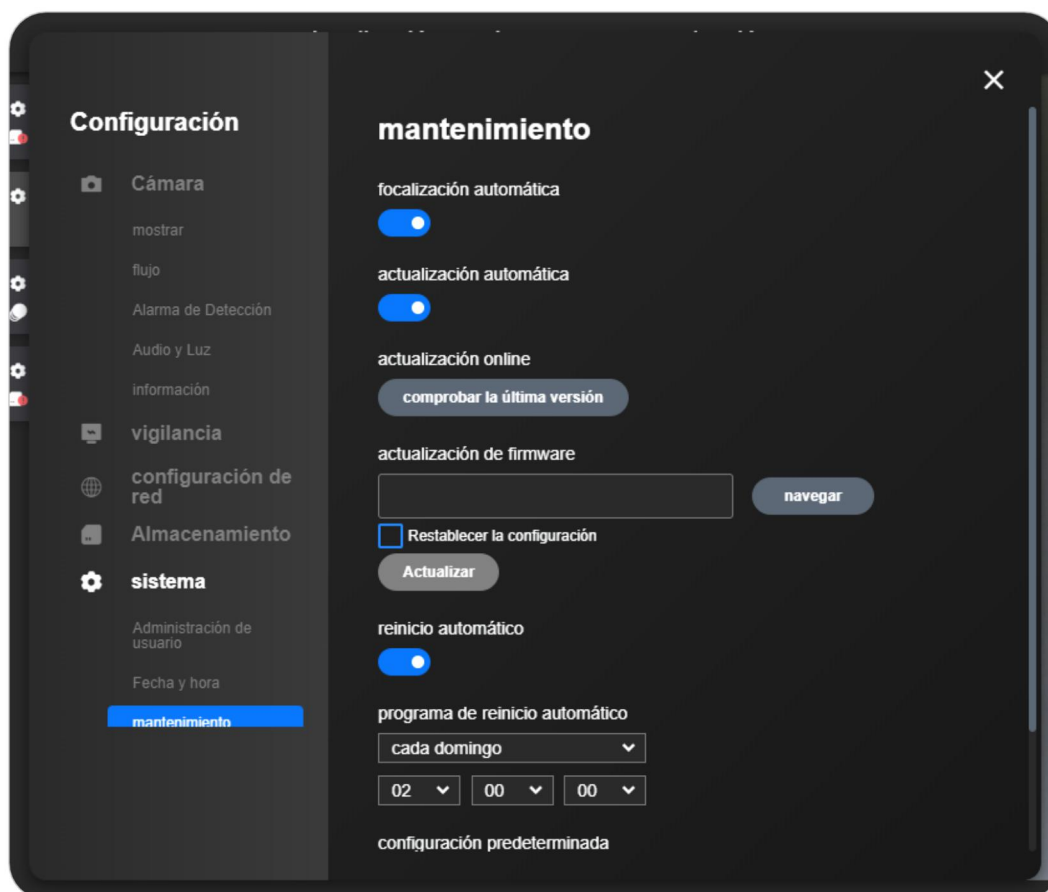 Configuración
Cámara
mostrar
flujo
Alarma de Detección
Audio y Luz
información
vigilancia
configuración de
red
Almacenamiento
sistema
Administración de
usuario
Fecha y hora
mantenimiento
mantenimiento
focalización automática
actualización automática
actualización online
comprobar la última versión
actualización de firmware
navegar
Restablecer la configuración
Actualizar
reinicio automático
programa de reinicio automático
cada domingo
02 00 00
configuración predeterminada